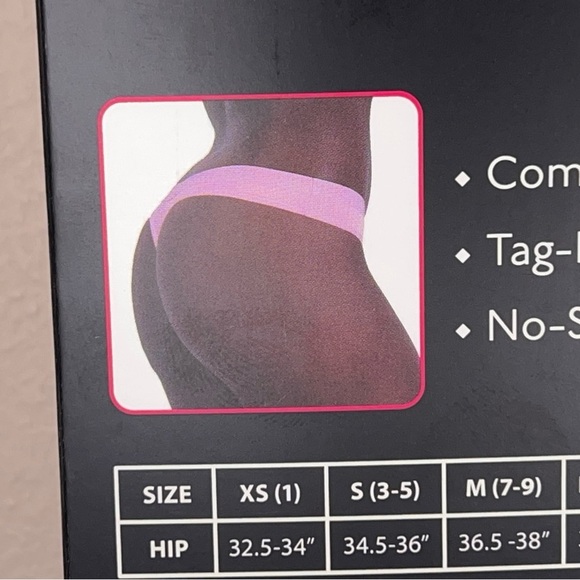 ◆ Com
◆ Tag-
◆ No-S
SIZE XS (1) S (3-5) M (7-9)
HIP 32.5-34” 34.5-36” 36.5 -38”